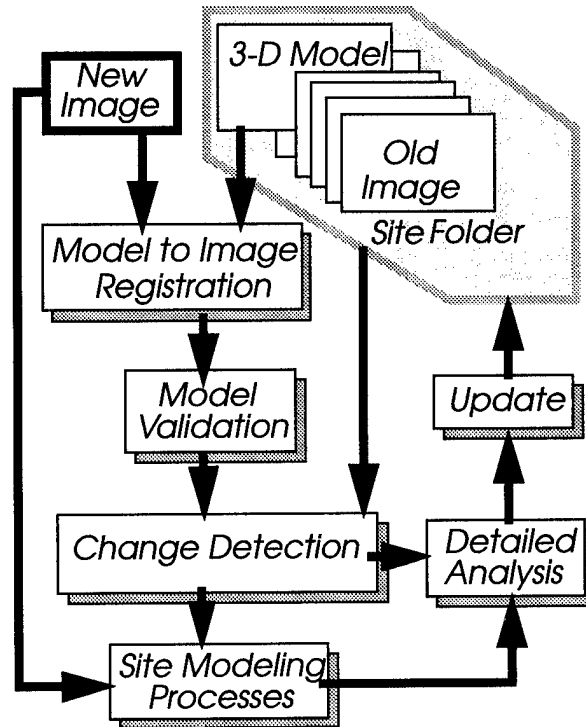 New
Image
3-D Model
Old
Image
Site Folder
Model to Image
Registration
Model
Validation
Update
Change Detection
Detailed
Analysis
Site Modeling
Processes